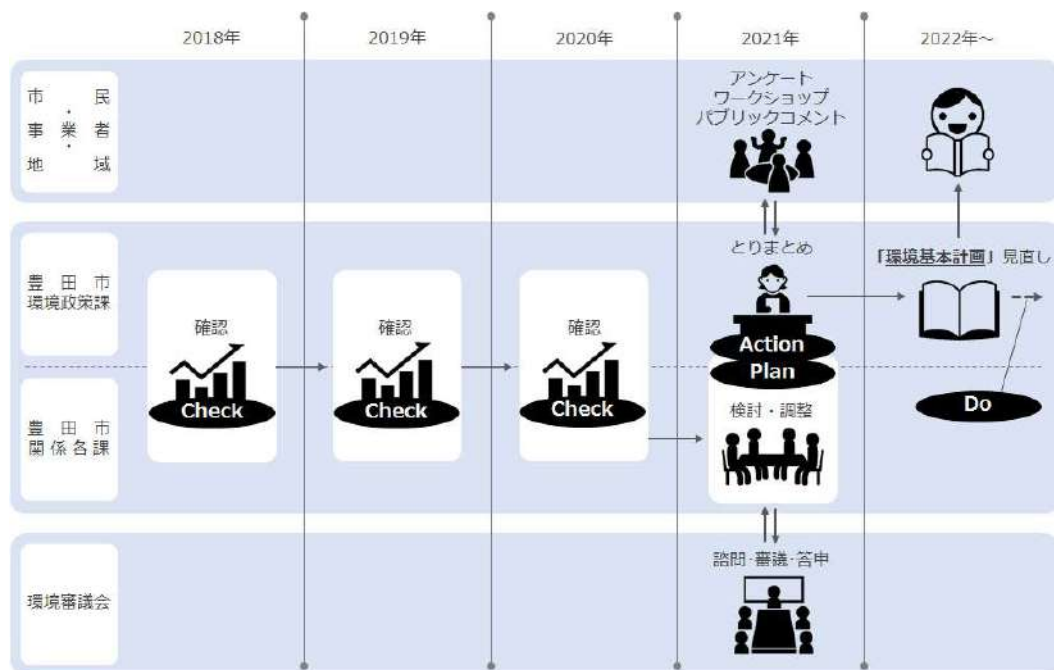 2018年
2019年
2020年
2021年
2022年～
市民
・
事業者
・
地域
アンケート
ワークショップ
パブリックコメント
豊田市
環境政策課
確認
Check
確認
Check
確認
Check
とりまとめ
Action
Plan
「環境基本計画」見直し
Do
豊田市
関係各課
検討・調整
環境審議会
諮問・審議・答申